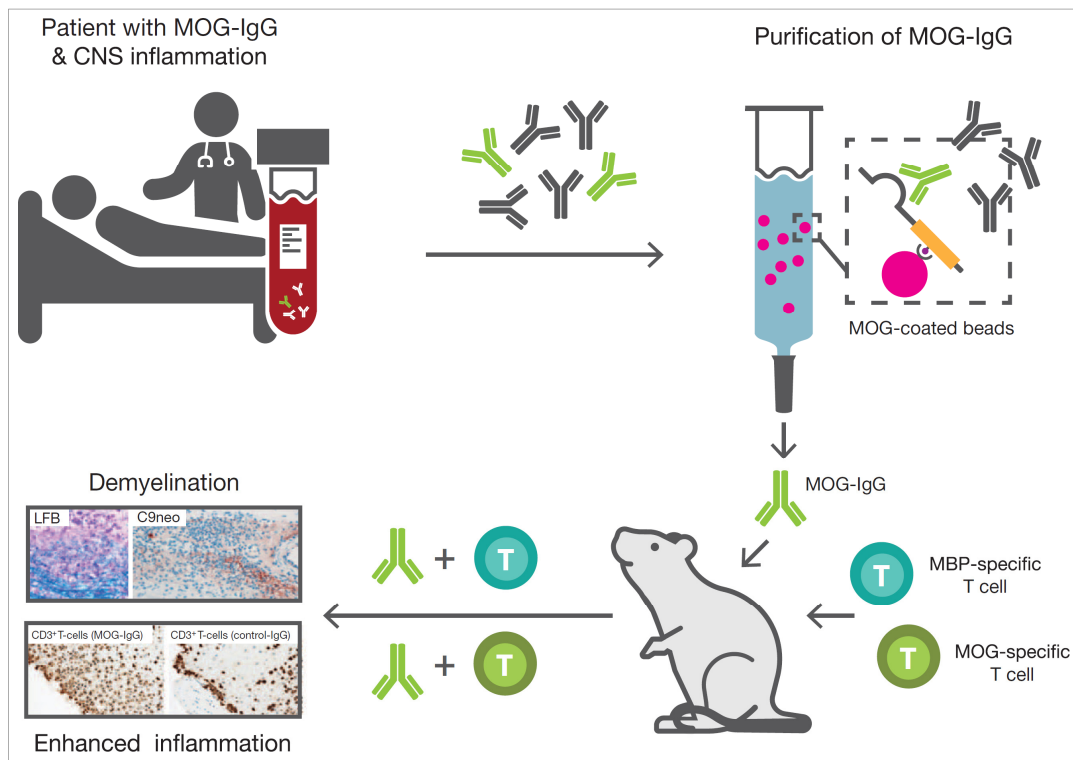 Patient with MOG-IgG
& CNS inflammation
Purification of MOG-IgG
MOG-coated beads
MOG-IgG
MBP-specific
T cell
T
MOG-specific
T cell
T
Demyelination
LFB
C9neo
+ T
CD3+T-cells (MOG-IgG)
CD3+T-cells (control-IgG)
+ T
Enhanced inflammation